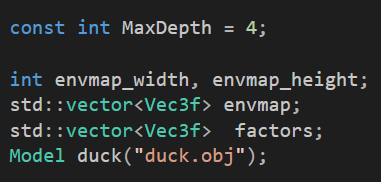 const int MaxDepth = 4;
int envmap_width, envmap_height;
std::vector<Vec3f> envmap;
std::vector<Vec3f>  factors;
Model duck("duck.obj");